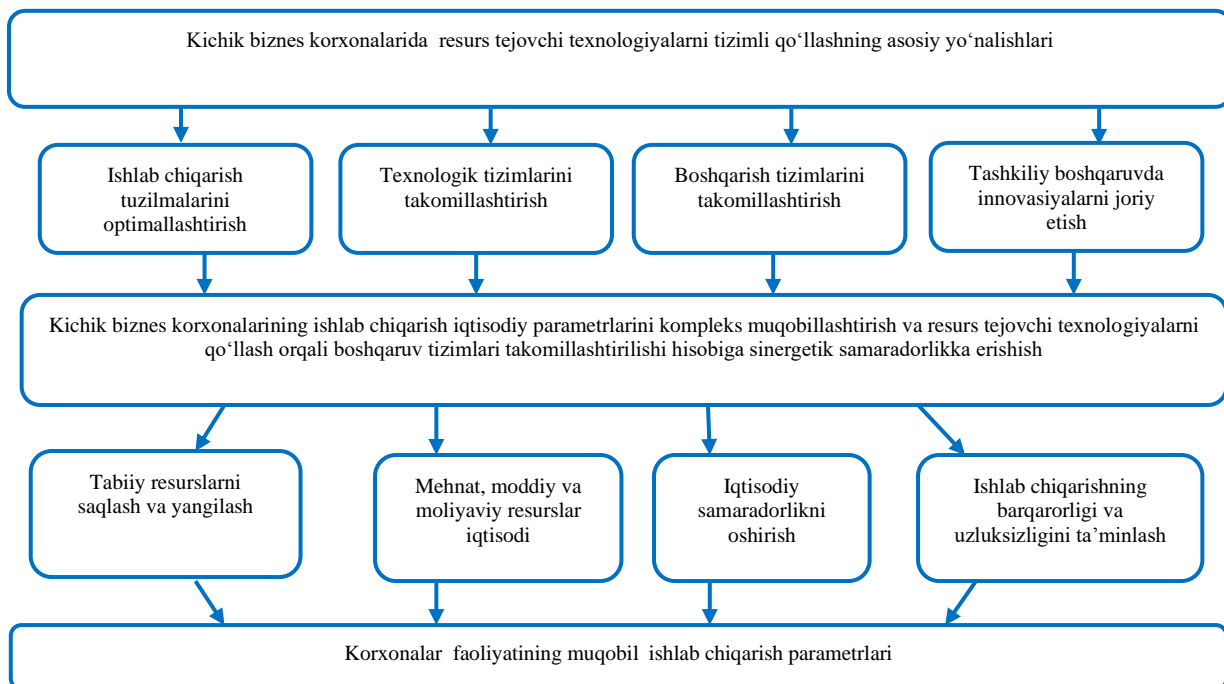 Kichik biznes korxonalarida resurs tejovchi texnologiyalarni tizimli qo‘llashning asosiy yo‘nalishlari
Ishlab chiqarish
tuzilmalarini
optimallashtirish
Texnologik tizimlarini
takomillashtirish
Boshqarish tizimlarini
takomillashtirish
Tashkiliy boshqaruvda
innovasiyalarni joriy
etish
Kichik biznes korxonalarining ishlab chiqarish iqtisodiy parametrlarini kompleks muqobillashtirish va resurs tejovchi texnologiyalarni
qo‘llash orqali boshqaruv tizimlari takomillashtirilishi hisobiga sinergetik samaradorlikka erishish
Tabiiy resurslarni
saqlash va yangilash
Mehnat, moddiy va
moliyaviy resurslar
iqtisodi
Iqtisodiy
samaradorlikni
oshirish
Ishlab chiqarishning
barqarorligi va
uzluksizligini ta’minlash
Korxonalar faoliyatining muqobil ishlab chiqarish parametrlari